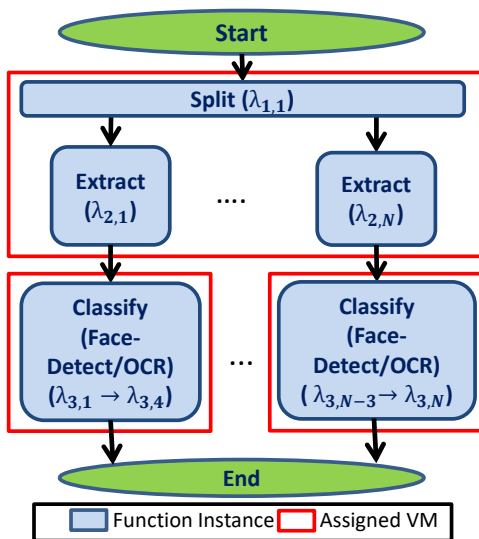 Start
Split (λ1,1)
Extract
(λ2,1)
....
Extract
(λ2,N)
Classify
(Face-
Detect/OCR)
(λ3,1 → λ3,4)
...
Classify
(Face-
Detect/OCR)
( λ3,N−3 → λ3,N)
End
Function Instance
Assigned VM